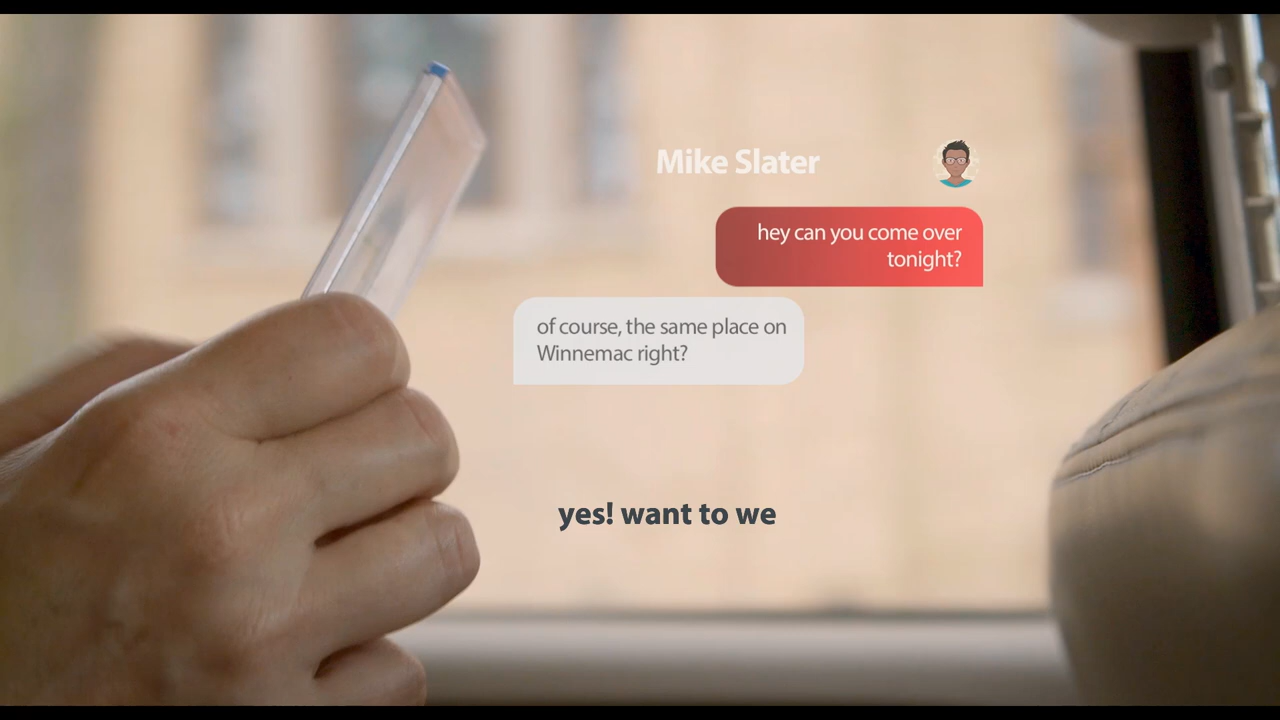 Mike Slater
hey can you come over
tonight?
of course, the same place on
Winnemac right?
yes! want to we